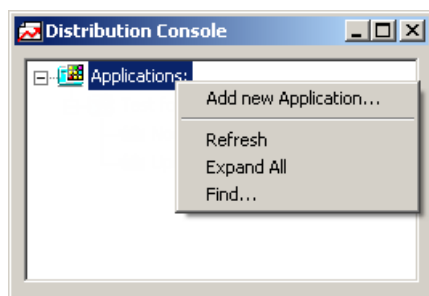 Distribution Console
Applications:
Add new Application...
Refresh
Expand All
Find...